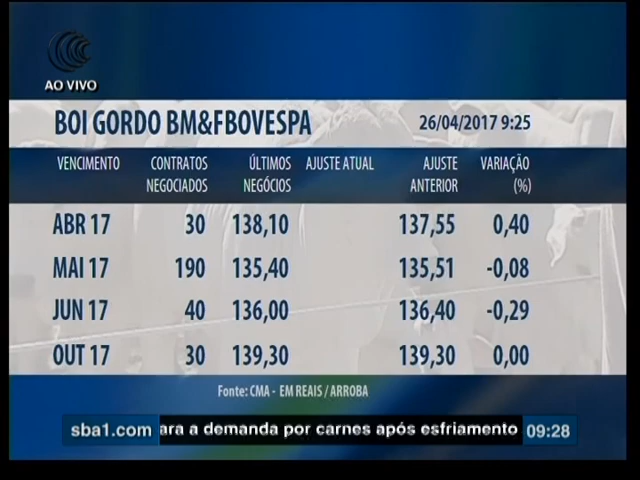 AO VIVO
BOI GORDO BM&FBOVESPA 26/04/2017 9:25
VENCIMENTO CONTRATOS NEGOCIADOS ÚLTIMOS NEGÓCIOS AJUSTE ATUAL AJUSTE ANTERIOR VARIAÇÃO (%)
ABR 17 30 138,10 137,55 0,40
MAI 17 190 135,40 135,51 -0,08
JUN 17 40 136,00 136,40 -0,29
OUT 17 30 139,30 139,30 0,00
Fonte: CMA - EM REAIS / ARROBA
sba1.com ara a demanda por carnes após esfriamento 09:28